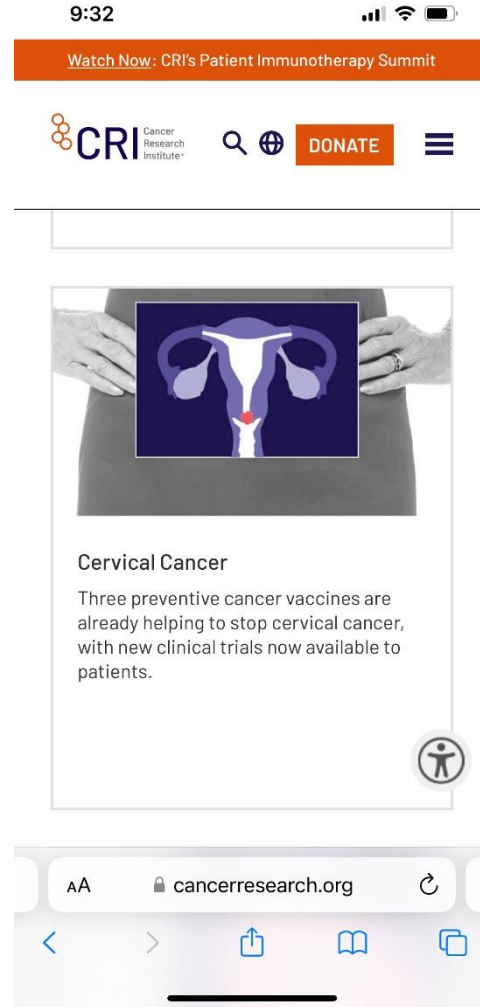 9:32
Watch Now: CRI's Patient Immunotherapy Summit
CRI Cancer
Research
Institute
DONATE
Cervical Cancer
Three preventive cancer vaccines are
already helping to stop cervical cancer,
with new clinical trials now available to
patients.
AA
cancerresearch.org